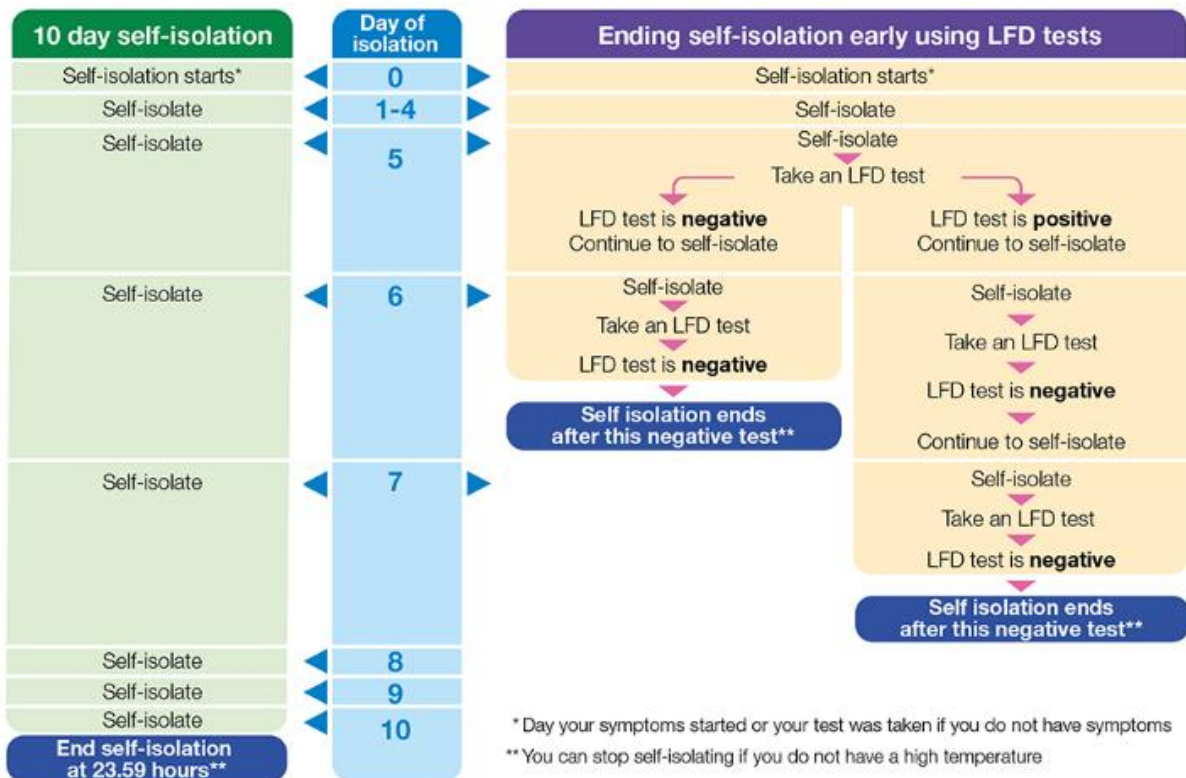 10 day self-isolation
Day of
isolation
Ending self-isolation early using LFD tests
Self-isolation starts*
0
Self-isolation starts*
Self-isolate
1-4
Self-isolate
Self-isolate
5
Self-isolate
Take an LFD test
LFD test is negative
Continue to self-isolate
LFD test is positive
Continue to self-isolate
Self-isolate
6
Self-isolate
Take an LFD test
LFD test is negative
Self isolation ends
after this negative test**
Self-isolate
Take an LFD test
LFD test is negative
Continue to self-isolate
Self-isolate
7
Self-isolate
Take an LFD test
LFD test is negative
Self isolation ends
after this negative test**
Self-isolate
8
Self-isolate
9
Self-isolate
10
End self-isolation
at 23.59 hours**
* Day your symptoms started or your test was taken if you do not have symptoms
** You can stop self-isolating if you do not have a high temperature